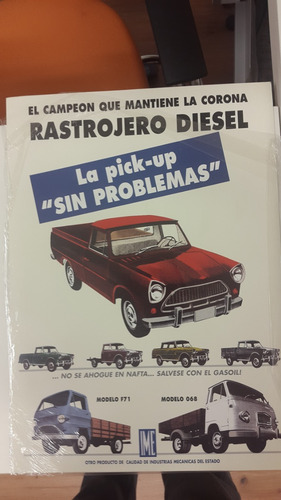 EL CAMPEON QUE MANTIENE LA CORONA
RASTROJERO DIESEL
La pick-up
"SIN PROBLEMAS"
... NO SE AHOGUE EN NAFTA... SALVESE CON EL GASOIL!
MODELO F71
MODELO D68
IME
OTRO PRODUCTO DE CALIDAD DE INDUSTRIAS MECANICAS DEL ESTADO